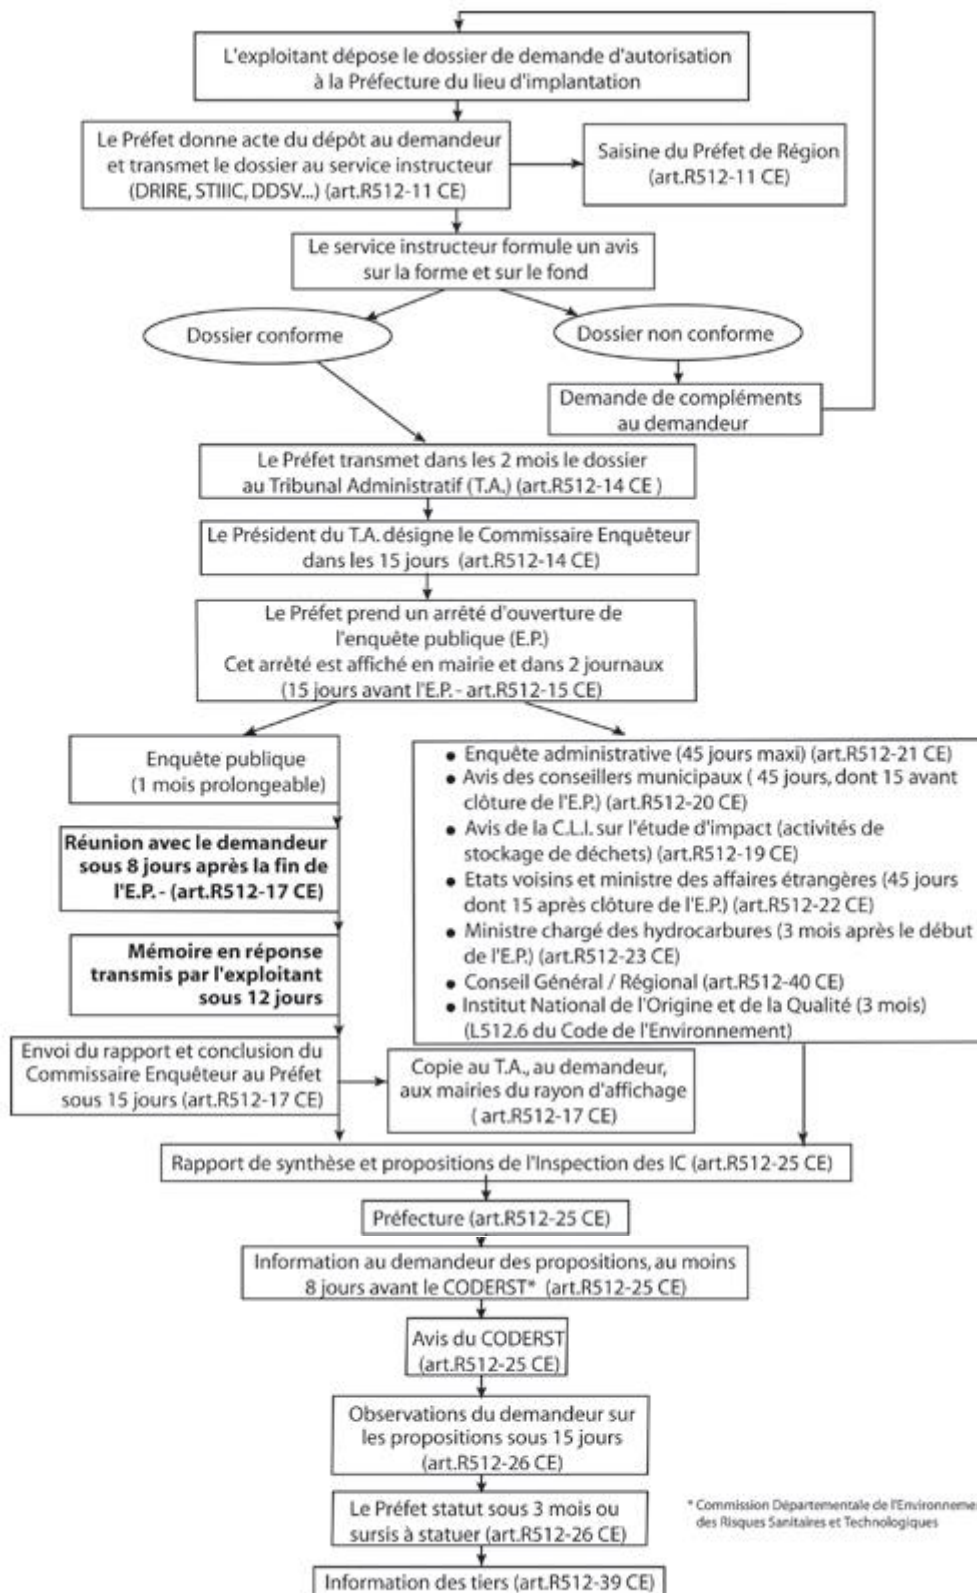 L'exploitant dépose le dossier de demande d'autorisation
à la Préfecture du lieu d'implantation
Le Préfet donne acte du dépôt au demandeur
et transmet le dossier au service instructeur
(DRIRE, STIIIC, DDSV...) (art.R512-11 CE)
Saisine du Préfet de Région
(art.R512-11 CE)
Le service instructeur formule un avis
sur la forme et sur le fond
Dossier conforme
Dossier non conforme
Demande de compléments
au demandeur
Le Préfet transmet dans les 2 mois le dossier
au Tribunal Administratif (T.A.) (art.R512-14 CE )
Le Président du T.A. désigne le Commissaire Enquêteur
dans les 15 jours (art.R512-14 CE)
Le Préfet prend un arrêté d'ouverture de
l'enquête publique (E.P.)
Cet arrêté est affiché en mairie et dans 2 journaux
(15 jours avant l'E.P. - art.R512-15 CE)
Enquête publique
(1 mois prolongeable)
Réunion avec le demandeur
sous 8 jours après la fin de
l'E.P. - (art.R512-17 CE)
Mémoire en réponse
transmis par l'exploitant
sous 12 jours
Envoi du rapport et conclusion du
Commissaire Enquêteur au Préfet
sous 15 jours (art.R512-17 CE)
• Enquête administrative (45 jours maxi) (art.R512-21 CE)
• Avis des conseillers municipaux ( 45 jours, dont 15 avant
clôture de l'E.P.) (art.R512-20 CE)
• Avis de la C.L.I. sur l'étude d'impact (activités de
stockage de déchets) (art.R512-19 CE)
• Etats voisins et ministre des affaires étrangères (45 jours
dont 15 après clôture de l'E.P.) (art.R512-22 CE)
• Ministre chargé des hydrocarbures (3 mois après le début
de l'E.P.) (art.R512-23 CE)
• Conseil Général / Régional (art.R512-40 CE)
• Institut National de l'Origine et de la Qualité (3 mois)
(L512.6 du Code de l'Environnement)
Copie au T.A., au demandeur,
aux mairies du rayon d'affichage
( art.R512-17 CE)
Rapport de synthèse et propositions de l'Inspection des IC (art.R512-25 CE)
Préfecture (art.R512-25 CE)
Information au demandeur des propositions, au moins
8 jours avant le CODERST* (art.R512-25 CE)
Avis du CODERST
(art.R512-25 CE)
Observations du demandeur sur
les propositions sous 15 jours
(art.R512-26 CE)
Le Préfet statut sous 3 mois ou
sursis à statuer (art.R512-26 CE)
* Commission Départementale de l'Environneme
des Risques Sanitaires et Technologiques
Information des tiers (art.R512-39 CE)